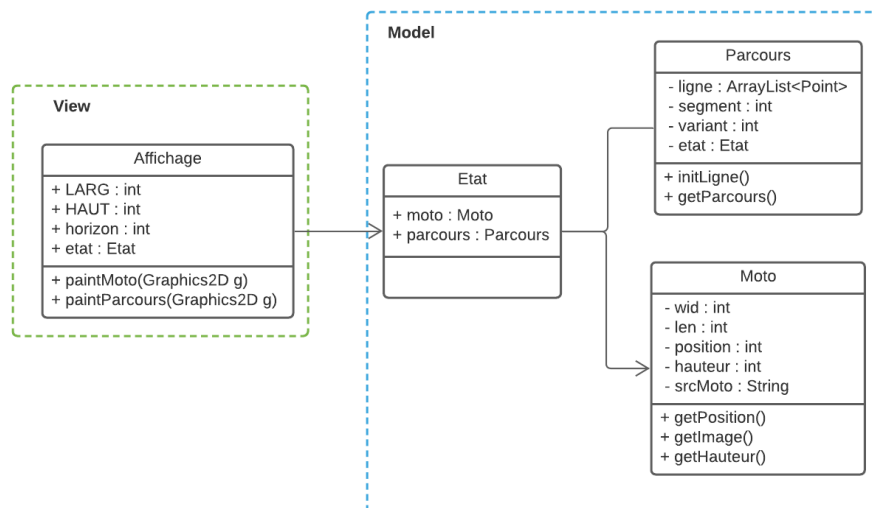 View
Affichage
+ LARG : int
+ HAUT : int
+ horizon : int
+ etat : Etat
+ paintMoto(Graphics2D g)
+ paintParcours(Graphics2D g)
Model
Etat
+ moto : Moto
+ parcours : Parcours
Parcours
- ligne : ArrayList<Point>
- segment : int
- variant : int
- etat : Etat
+ initLigne()
+ getParcours()
Moto
- wid : int
- len : int
- position : int
- hauteur : int
- srcMoto : String
+ getPosition()
+ getImage()
+ getHauteur()